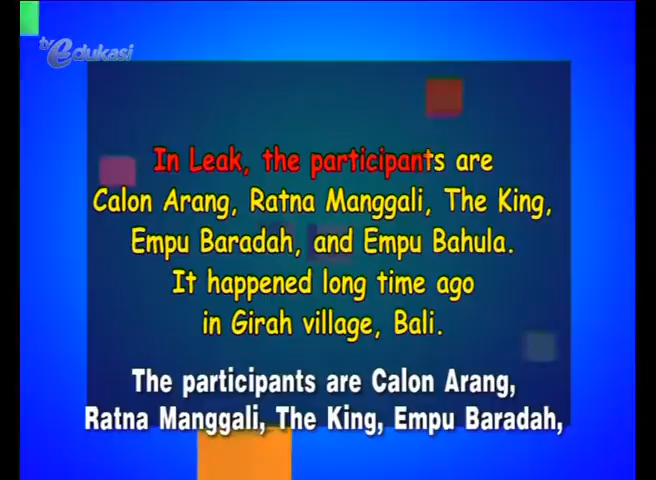 tv edukasi
In Leak, the participants are
Calon Arang, Ratna Manggali, The King,
Empu Baradah, and Empu Bahula.
It happened long time ago
in Girah village, Bali.
The participants are Calon Arang,
Ratna Manggali, The King, Empu Baradah,